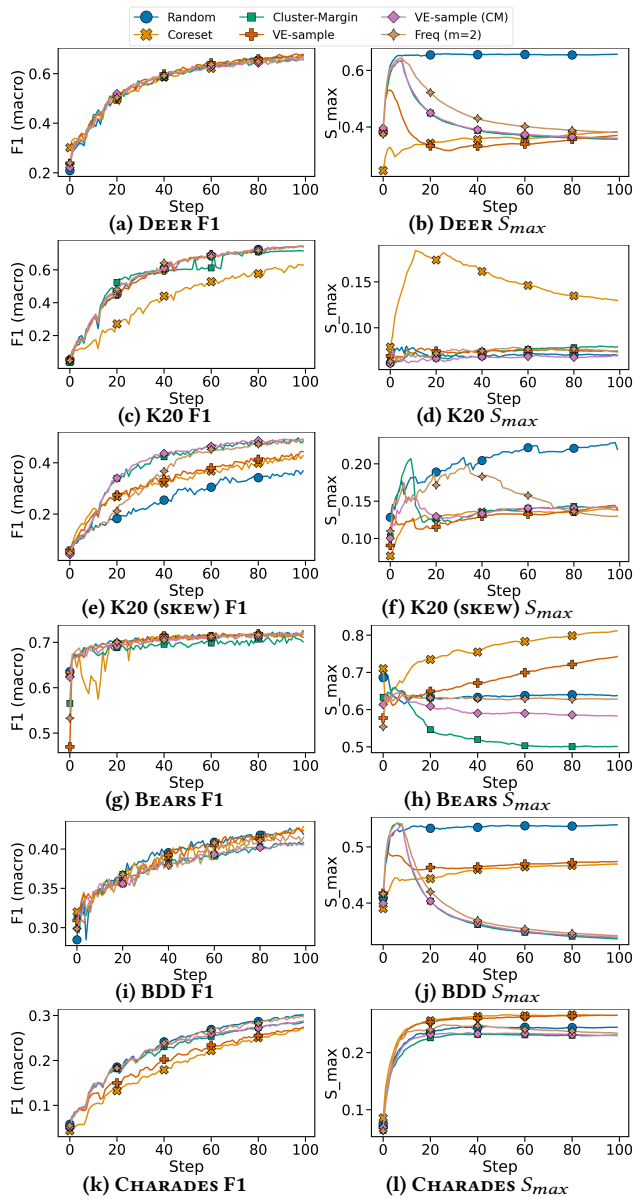 Random
Cluster-Margin
VE-sample (CM)
Coreset
VE-sample
Freq (m=2)
F1 (macro)
0.6
0.4
0.2
0 20 40 60 80 100
Step
(a) DEER F1
S_max
0.6
0.4
0 20 40 60 80 100
Step
(b) DEER Smax
F1 (macro)
0.6
0.4
0.2
0 20 40 60 80 100
Step
(c) K20 F1
S_max
0.15
0.10
0 20 40 60 80 100
Step
(d) K20 Smax
F1 (macro)
0.4
0.2
0 20 40 60 80 100
Step
(e) K20 (SKEW) F1
S_max
0.20
0.15
0.10
0 20 40 60 80 100
Step
(f) K20 (SKEW) Smax
F1 (macro)
0.7
0.6
0.5
0 20 40 60 80 100
Step
(g) BEARS F1
S_max
0.8
0.7
0.6
0.5
0 20 40 60 80 100
Step
(h) BEARS Smax
F1 (macro)
0.40
0.35
0.30
0 20 40 60 80 100
Step
(i) BDD F1
S_max
0.5
0.4
0 20 40 60 80 100
Step
(j) BDD Smax
F1 (macro)
0.3
0.2
0.1
0 20 40 60 80 100
Step
(k) CHARADES F1
S_max
0.2
0.1
0 20 40 60 80 100
Step
(l) CHARADES Smax